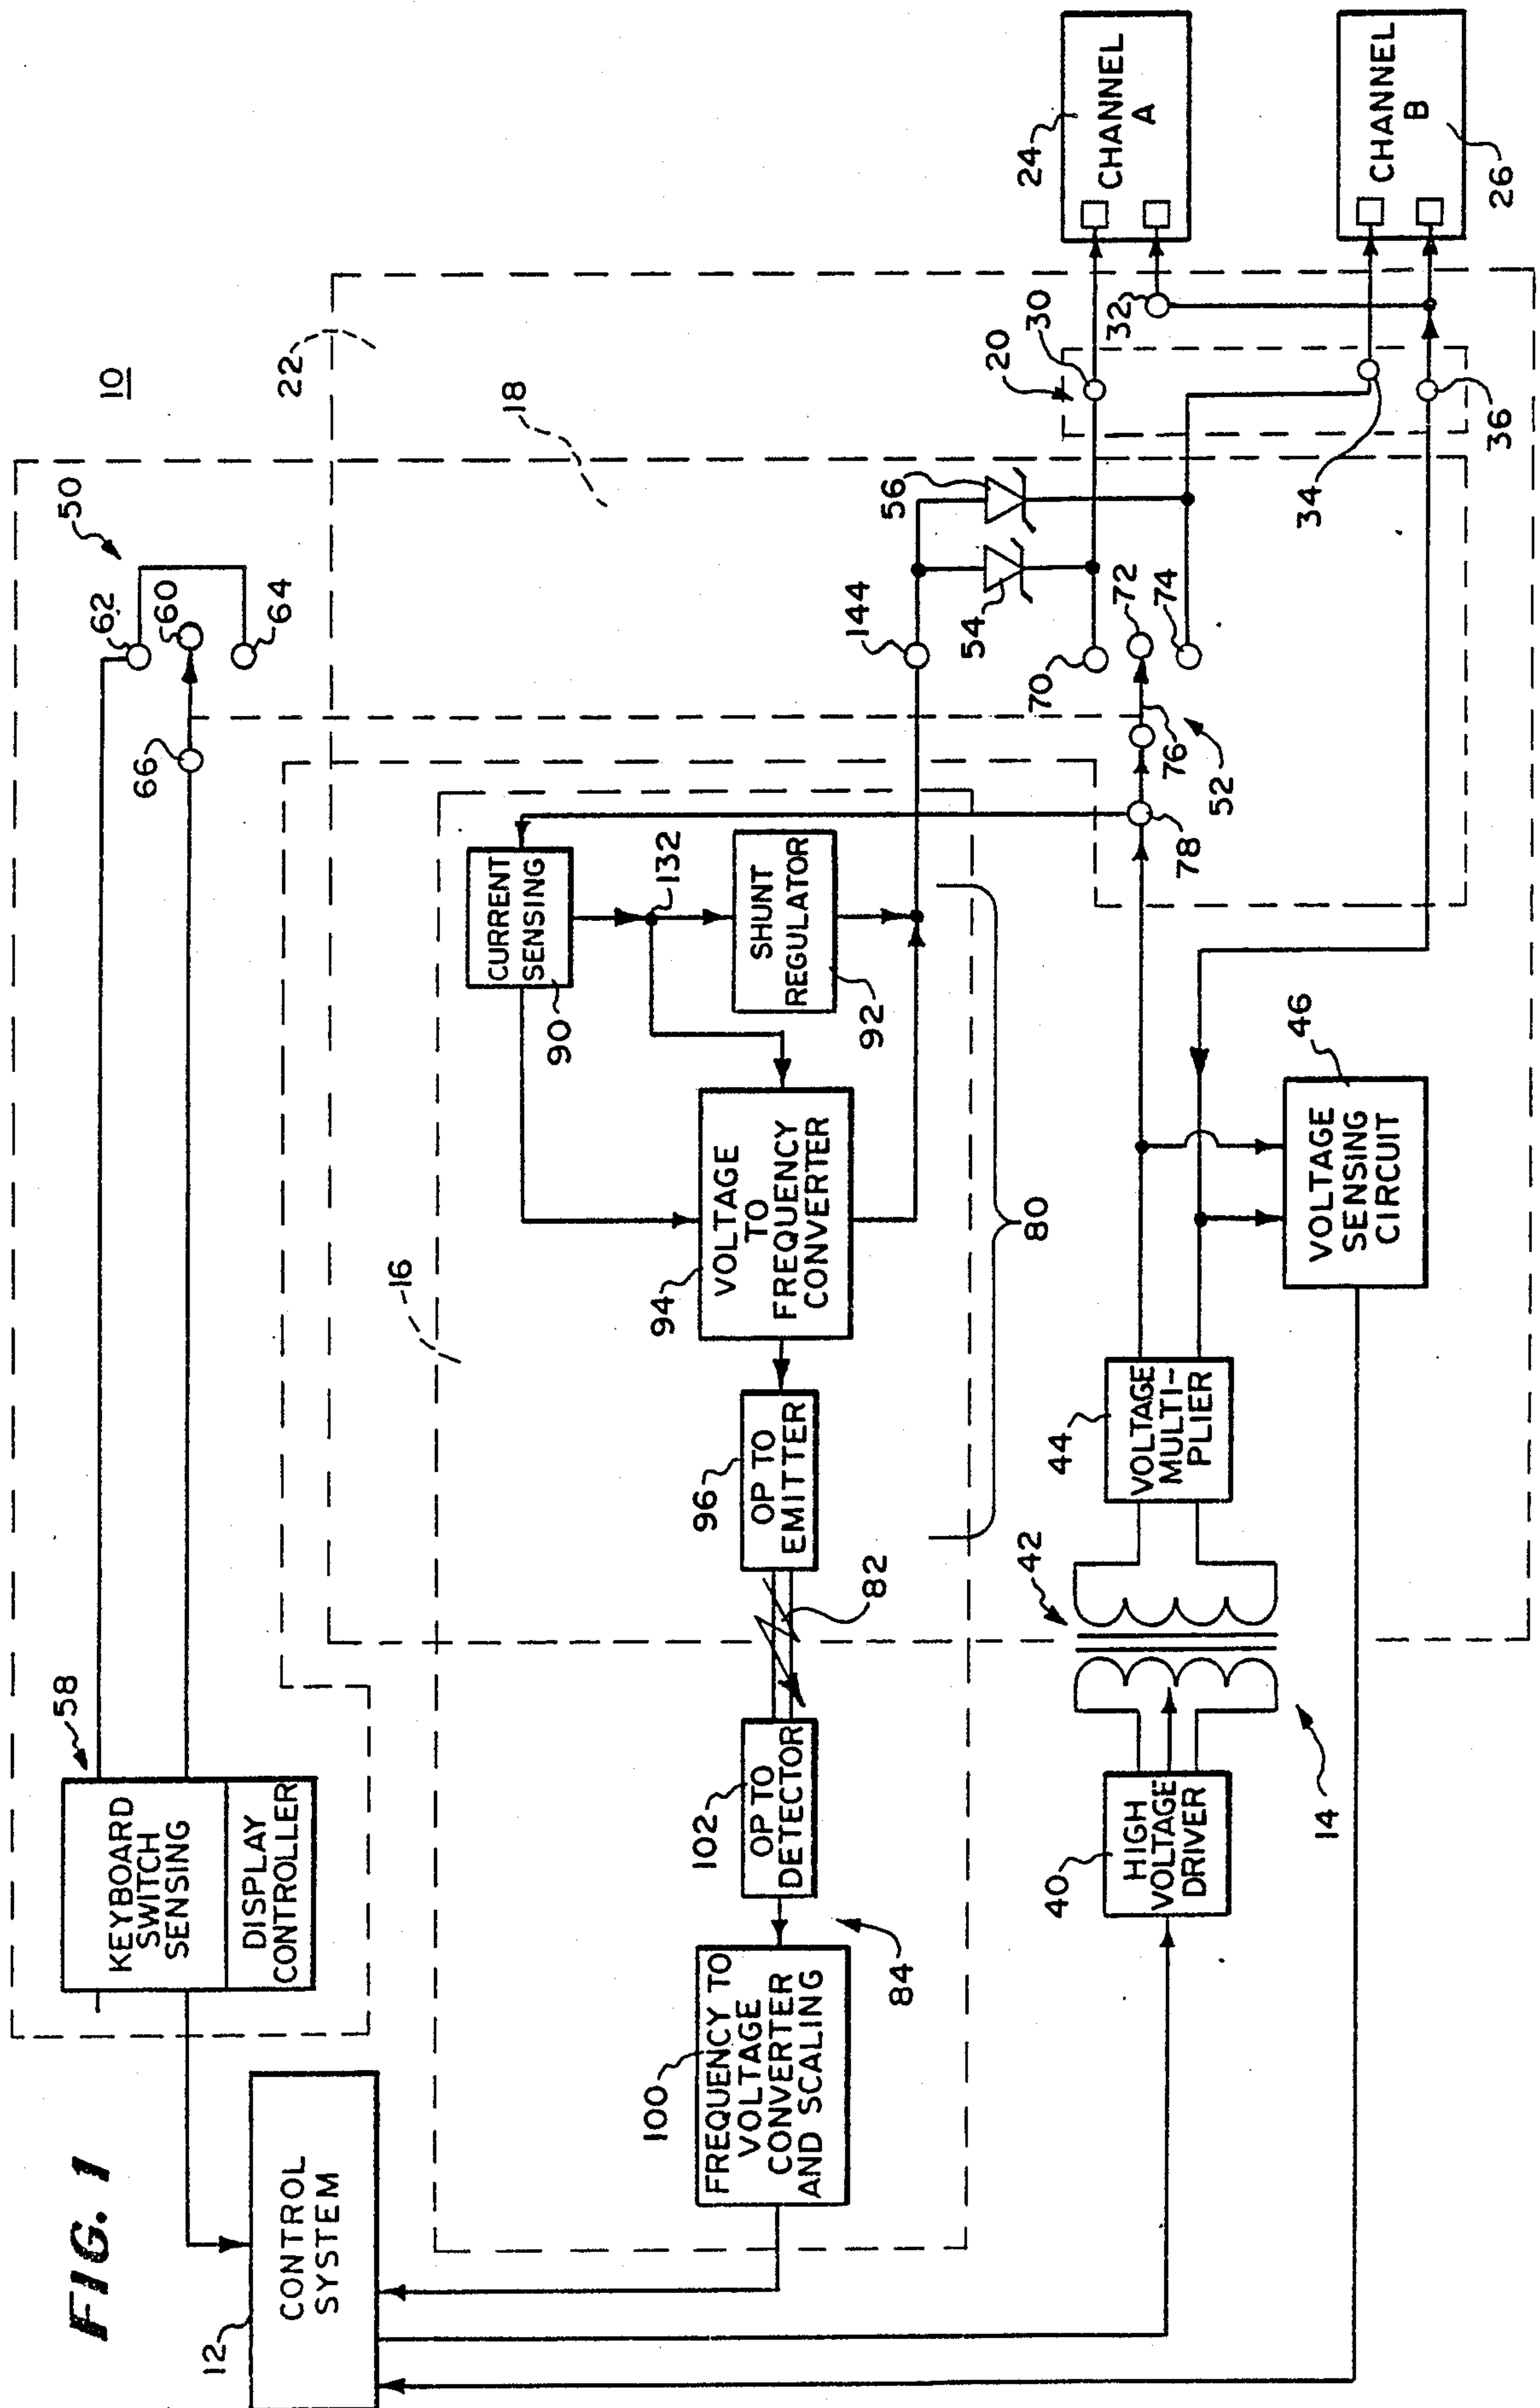 FIG. 1
10
12
CONTROL
SYSTEM
58
KEYBOARD
SWITCH
SENSING
DISPLAY
CONTROLLER
50
62
60
64
66
22
18
16
100
FREQUENCY TO
VOLTAGE
CONVERTER
AND SCALING
84
102
OP TO
DETECTOR
82
96
OP TO
EMITTER
94
VOLTAGE
TO
FREQUENCY
CONVERTER
80
90
CURRENT
SENSING
132
92
SHUNT
REGULATOR
144
54
56
70
72
74
76
52
78
20
30
32
34
36
24
CHANNEL
A
CHANNEL
B
26
40
HIGH
VOLTAGE
DRIVER
14
42
44
VOLTAGE
MULTI-
PLIER
46
VOLTAGE
SENSING
CIRCUIT